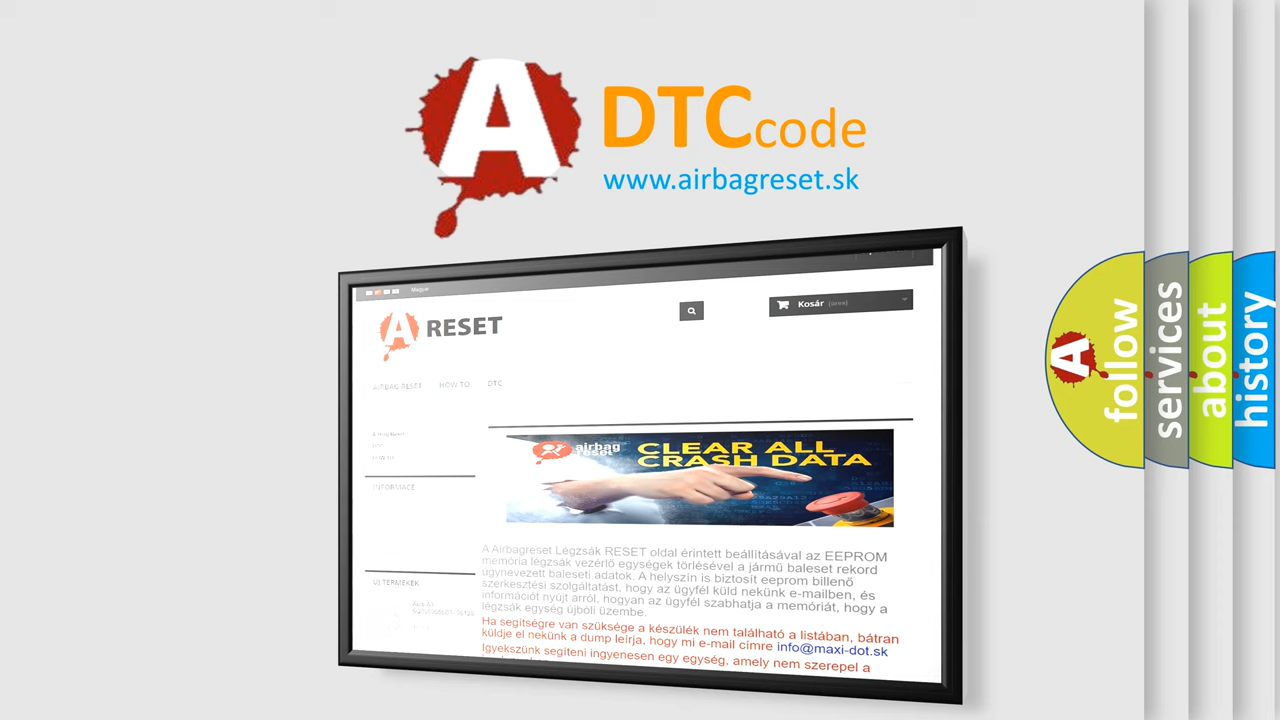 A
DTCcode
www.airbagreset.sk
Magyar
A RESET
Kosár (üres)
AIRBAG RESET HOW TO DTC
INFORMACE
airbag
reset
CLEAR ALL
CRASH DATA
A Airbagreset Légzsák RESET oldal érintett beállításával az EEPROM
memória légzsák vezérlő egységek törlésével a jármű baleset rekord
úgynevezett baleseti adatok. A helyszín is biztosít eeprom billenő
szerkesztési szolgáltatást, hogy az ügyfél küld nekünk e-mailben, és
információt nyújt arról, hogyan az ügyfél szabhatja a memóriát, hogy a
légzsák egység újbóli üzembe.
Ha segítségre van szüksége a készülék nem található a listában, bátran
küldje el nekünk a dump leírja, hogy mi e-mail címre info@maxi-dot.sk
Igyekszünk segíteni ingyenesen egy egység, amely nem szerepel a
ÚJ TERMÉKEK
A follow
services
about
history